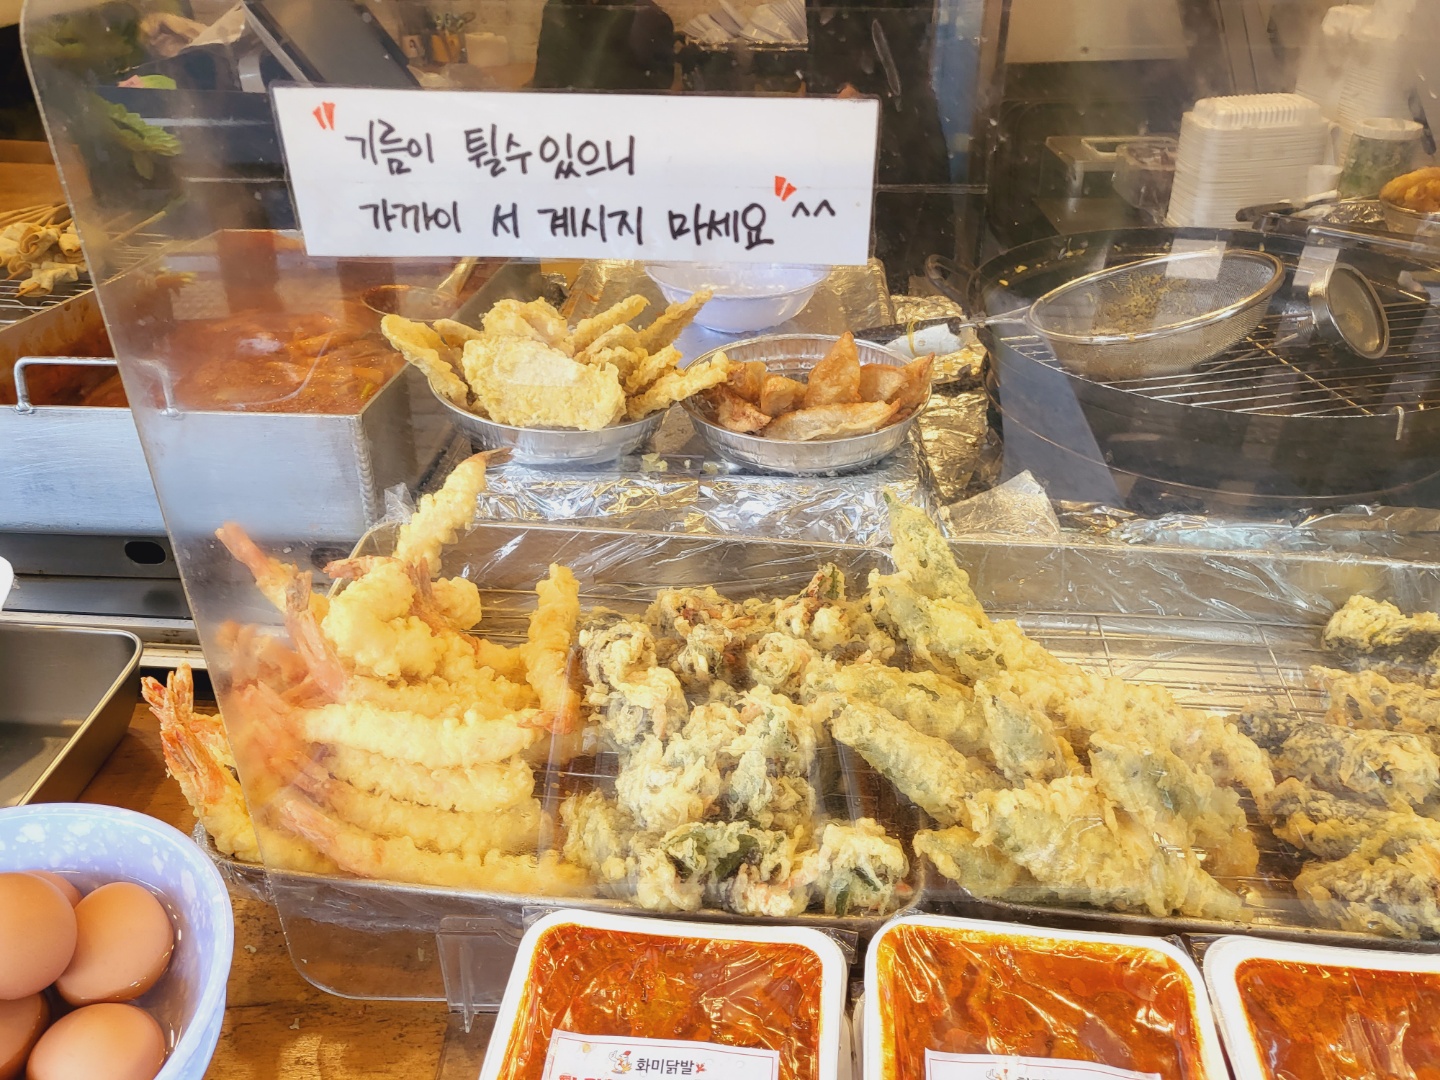 "기름이 튈수있으니
가까이 서 계시지 마세요" ^^
화미닭발